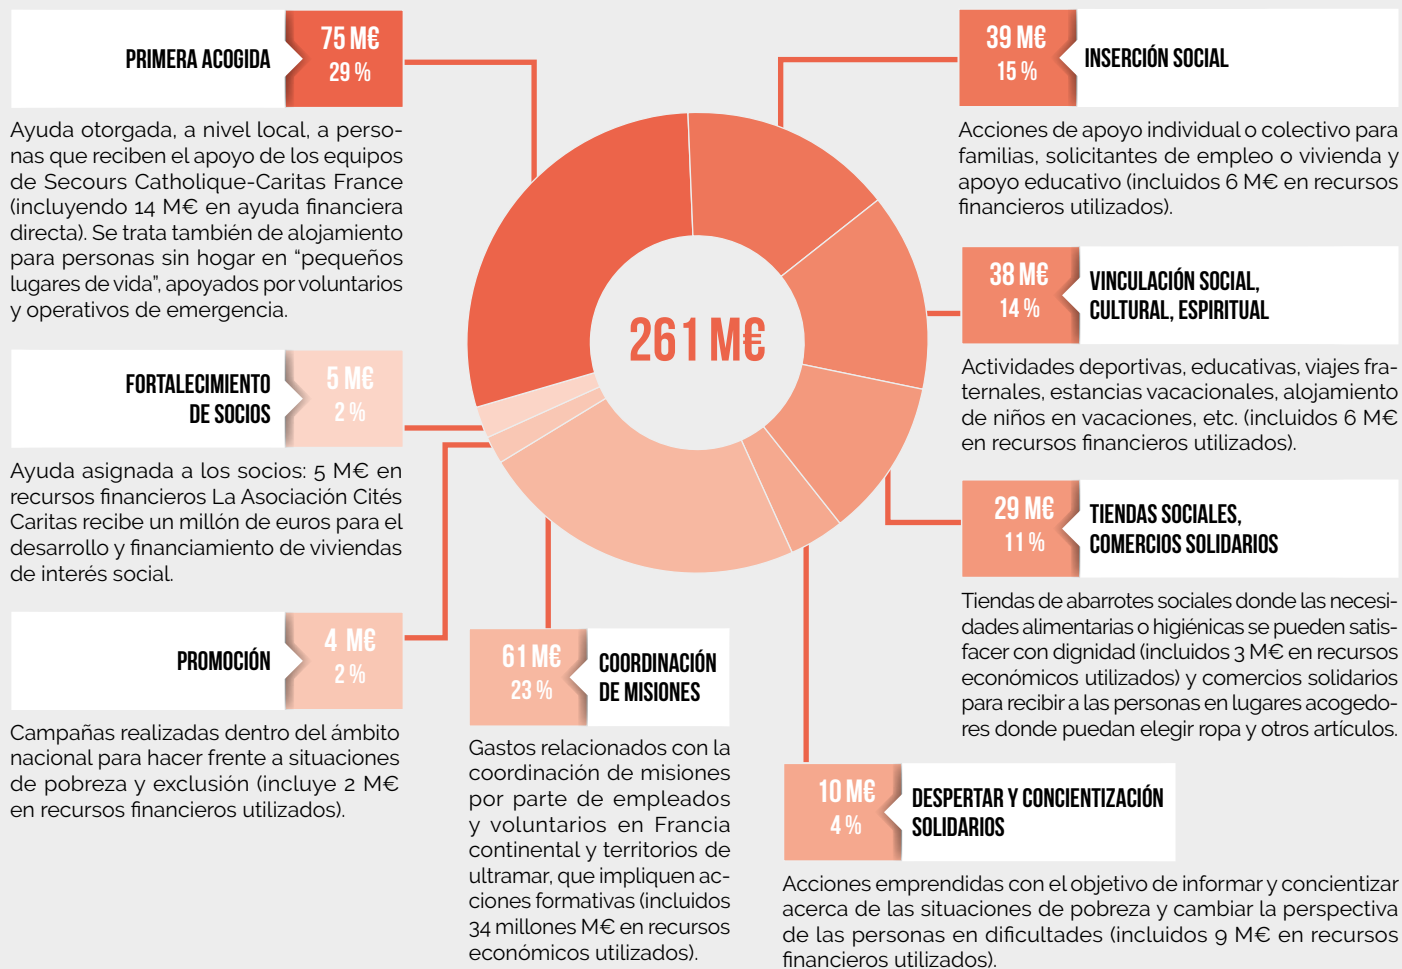 PRIMERA ACOGIDA
75 M€
29 %
Ayuda otorgada, a nivel local, a perso-
nas que reciben el apoyo de los equipos
de Secours Catholique-Caritas France
(incluyendo 14 M€ en ayuda financiera
directa). Se trata también de alojamiento
para personas sin hogar en “pequeños
lugares de vida”, apoyados por voluntarios
y operativos de emergencia.
FORTALECIMIENTO
DE SOCIOS
5 M€
2 %
Ayuda asignada a los socios: 5 M€ en
recursos financieros La Asociación Cités
Caritas recibe un millón de euros para el
desarrollo y financiamiento de viviendas
de interés social.
PROMOCIÓN
4 M€
2 %
Campañas realizadas dentro del ámbito
nacional para hacer frente a situaciones
de pobreza y exclusión (incluye 2 M€
en recursos financieros utilizados).
261 M€
61 M€
23 %
COORDINACIÓN
DE MISIONES
Gastos relacionados con la
coordinación de misiones
por parte de empleados
y voluntarios en Francia
continental y territorios de
ultramar, que impliquen ac-
ciones formativas (incluidos
34 millones M€ en recursos
económicos utilizados).
39 M€
15 %
INSERCIÓN SOCIAL
Acciones de apoyo individual o colectivo para
familias, solicitantes de empleo o vivienda y
apoyo educativo (incluidos 6 M€ en recursos
financieros utilizados).
38 M€
14 %
VINCULACIÓN SOCIAL,
CULTURAL, ESPIRITUAL
Actividades deportivas, educativas, viajes fra-
ternales, estancias vacacionales, alojamiento
de niños en vacaciones, etc. (incluidos 6 M€
en recursos financieros utilizados).
29 M€
11 %
TIENDAS SOCIALES,
COMERCIOS SOLIDARIOS
Tiendas de abarrotes sociales donde las necesi-
dades alimentarias o higiénicas se pueden satis-
facer con dignidad (incluidos 3 M€ en recursos
económicos utilizados) y comercios solidarios
para recibir a las personas en lugares acogedo-
res donde puedan elegir ropa y otros artículos.
10 M€
4 %
DESPERTAR Y CONCIENTIZACIÓN
SOLIDARIOS
Acciones emprendidas con el objetivo de informar y concientizar
acerca de las situaciones de pobreza y cambiar la perspectiva
de las personas en dificultades (incluidos 9 M€ en recursos
financieros utilizados).